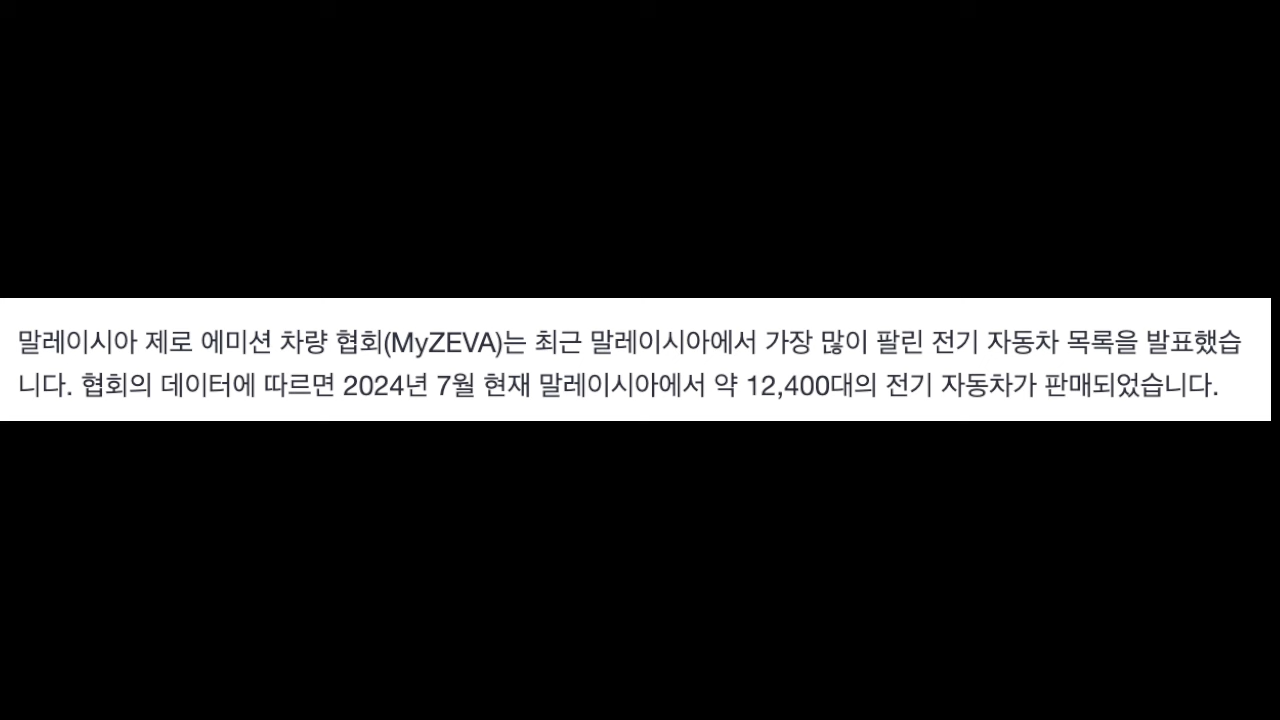 말레이시아 제로 에미션 차량 협회(MyZEVA)는 최근 말레이시아에서 가장 많이 팔린 전기 자동차 목록을 발표했습
니다. 협회의 데이터에 따르면 2024년 7월 현재 말레이시아에서 약 12,400대의 전기 자동차가 판매되었습니다.